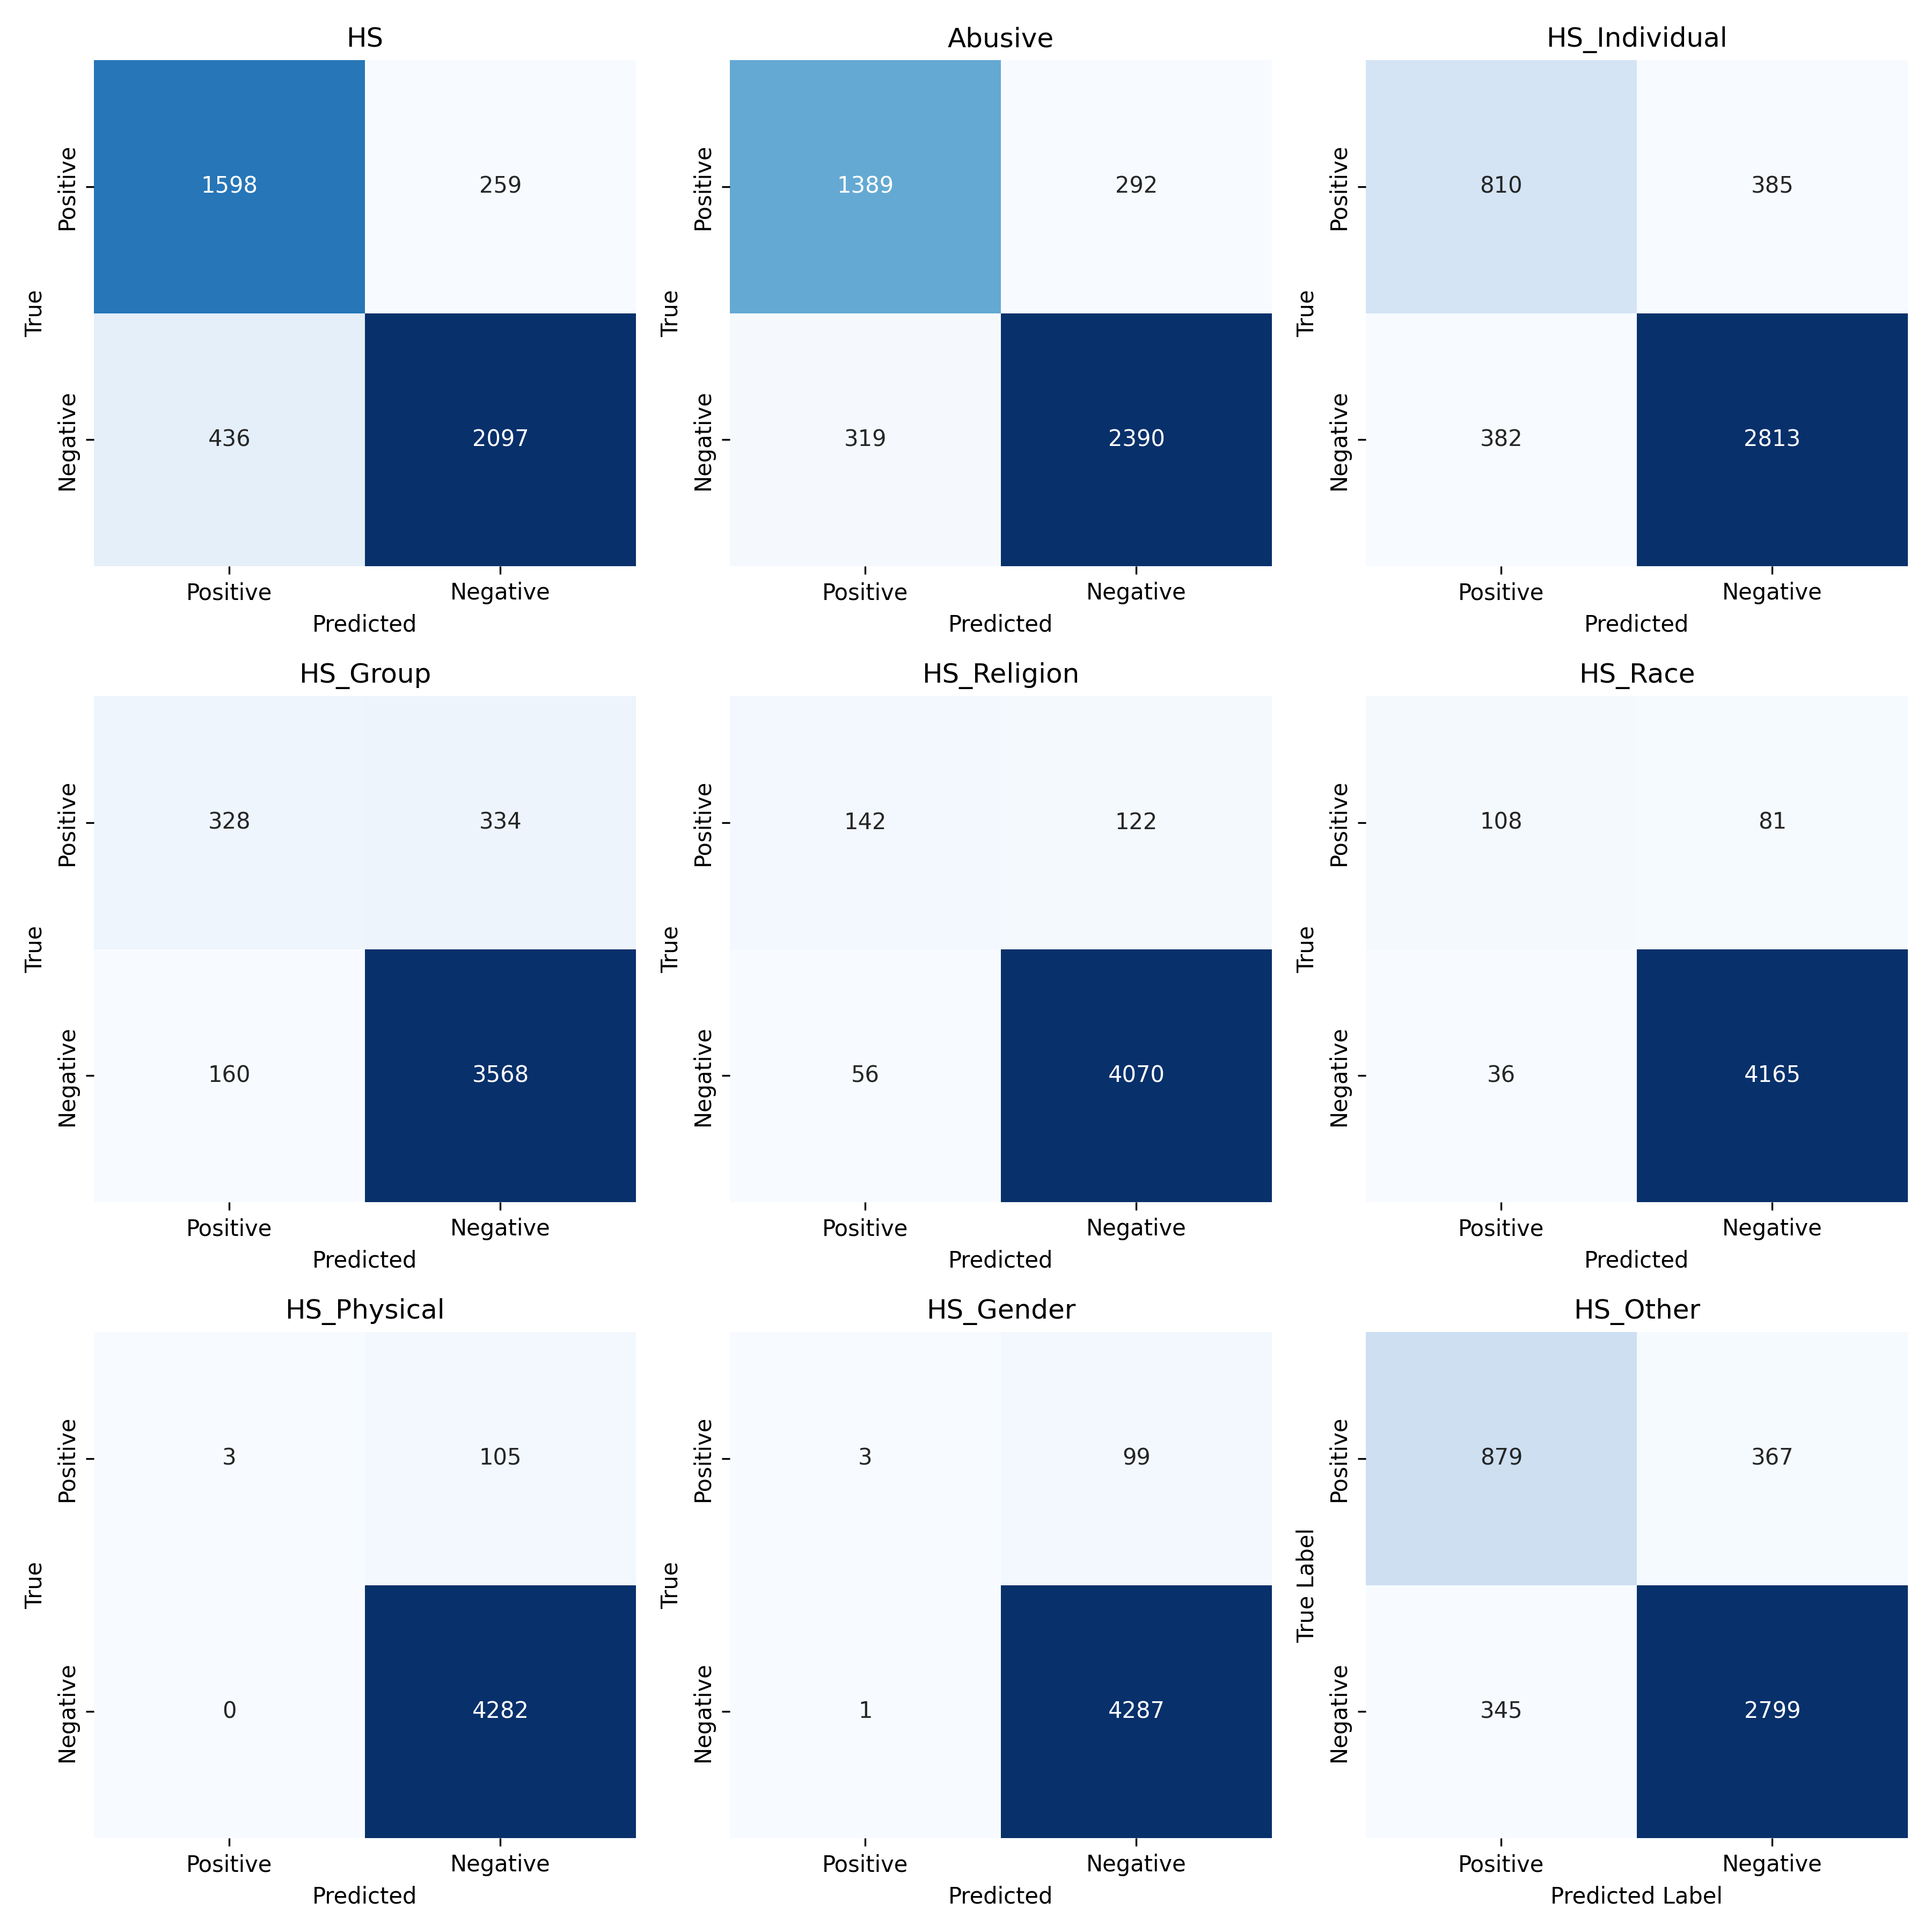 HS
Positive
1598
259
True
Negative
436
2097
Positive
Negative
Predicted
Abusive
Positive
1389
292
True
Negative
319
2390
Positive
Negative
Predicted
HS_Individual
Positive
810
385
True
Negative
382
2813
Positive
Negative
Predicted
HS_Group
Positive
328
334
True
Negative
160
3568
Positive
Negative
Predicted
HS_Religion
Positive
142
122
True
Negative
56
4070
Positive
Negative
Predicted
HS_Race
Positive
108
81
True
Negative
36
4165
Positive
Negative
Predicted
HS_Physical
Positive
3
105
True
Negative
0
4282
Positive
Negative
Predicted
HS_Gender
Positive
3
99
True
Negative
1
4287
Positive
Negative
Predicted
HS_Other
Positive
879
367
True Label
Negative
345
2799
Positive
Negative
Predicted Label